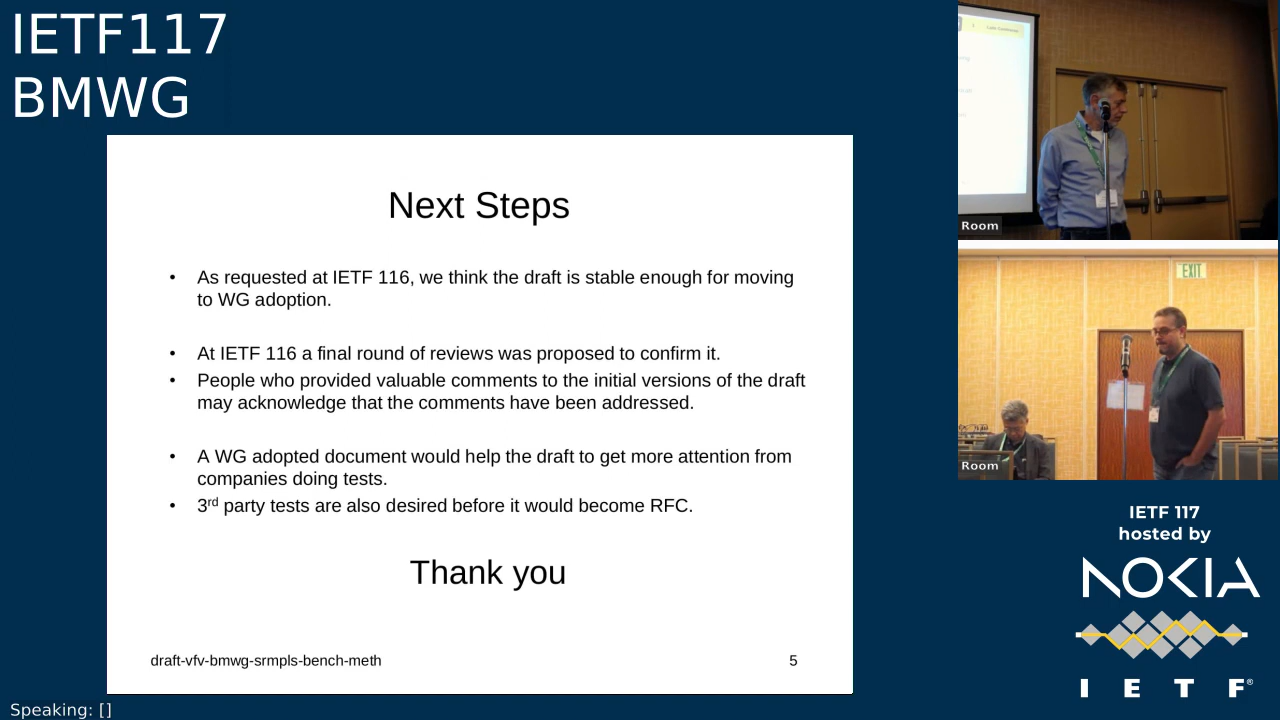 IETF117
BMWG
Next Steps
• As requested at IETF 116, we think the draft is stable enough for moving
to WG adoption.
• At IETF 116 a final round of reviews was proposed to confirm it.
• People who provided valuable comments to the initial versions of the draft
may acknowledge that the comments have been addressed.
• A WG adopted document would help the draft to get more attention from
companies doing tests.
• 3rd party tests are also desired before it would become RFC.
Thank you
draft-vfv-bmwg-srmpls-bench-meth
5
Speaking: []
Room
EXIT
Room
IETF 117
hosted by
NOKIA
I E T F®